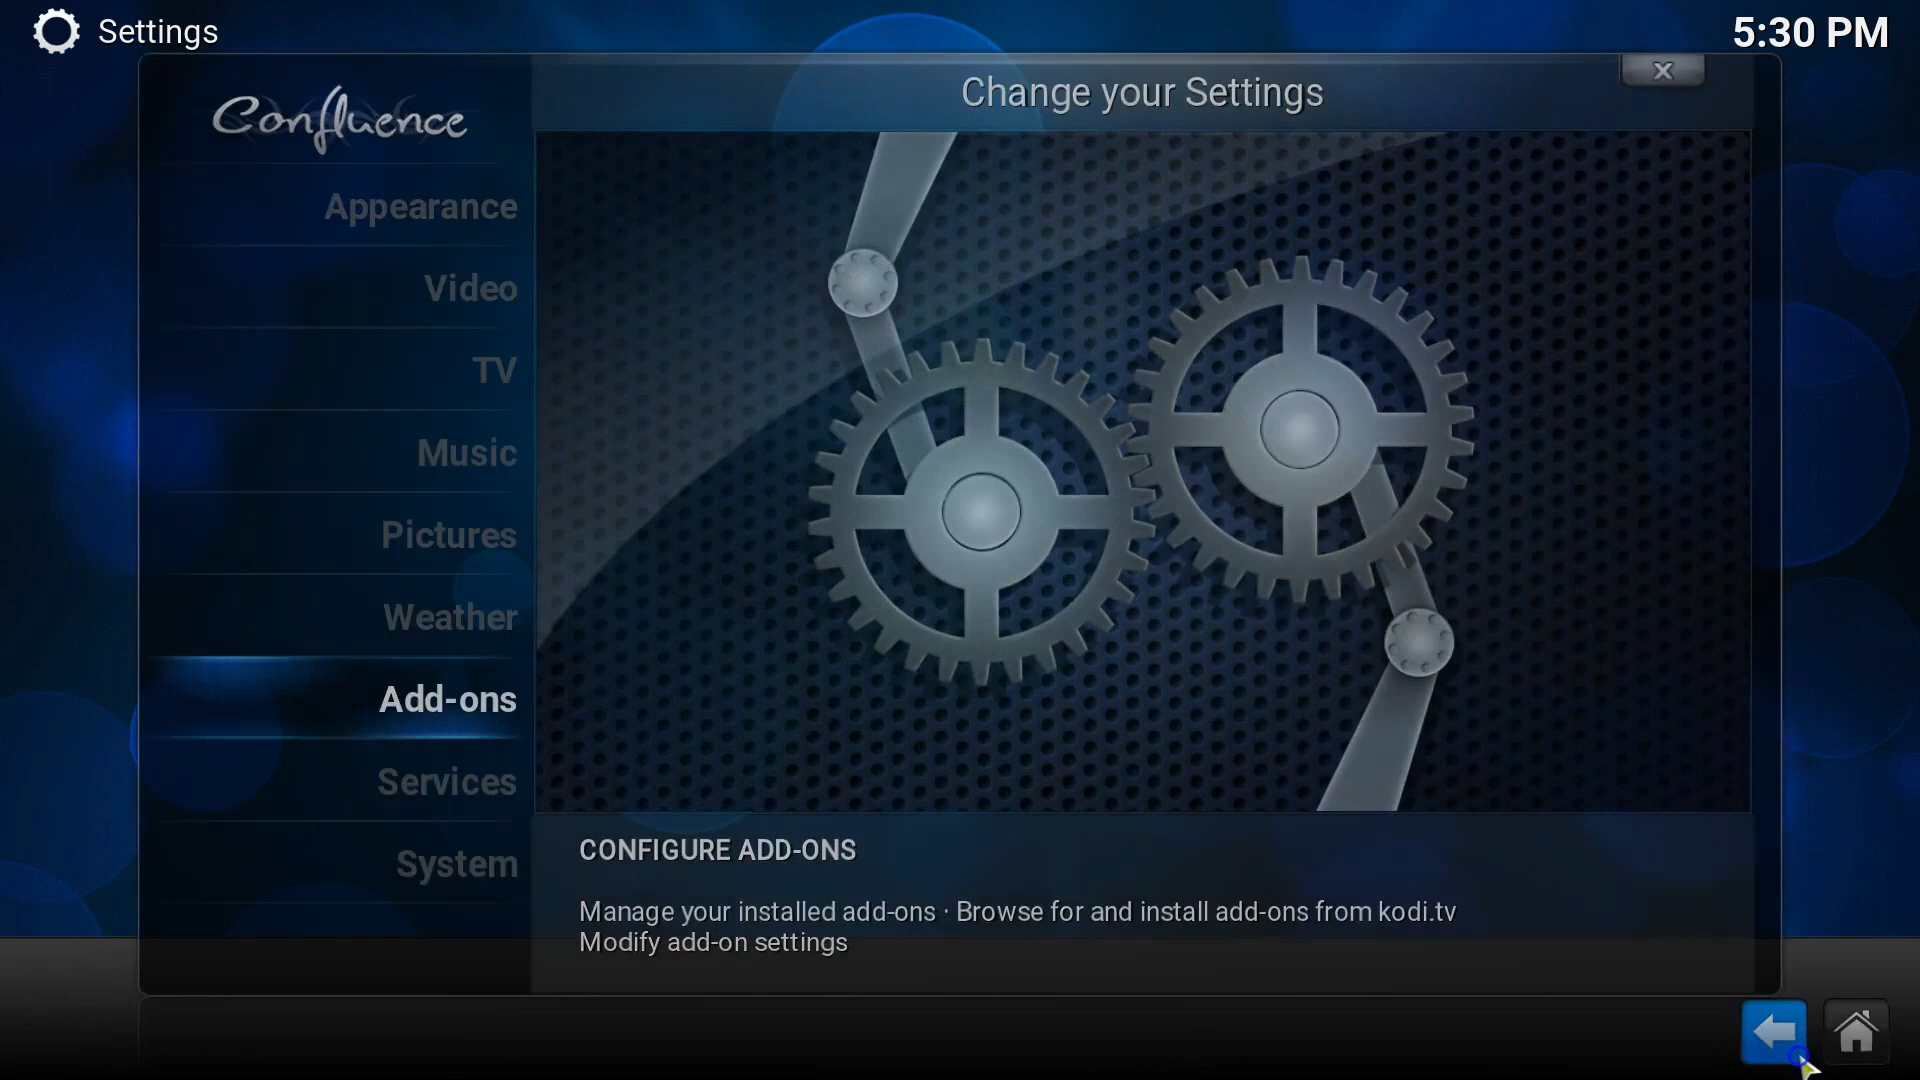 Settings
5:30 PM
Confluence
Change your Settings
Appearance
Video
TV
Music
Pictures
Weather
Add-ons
Services
System
CONFIGURE ADD-ONS
Manage your installed add-ons · Browse for and install add-ons from kodi.tv
Modify add-on settings